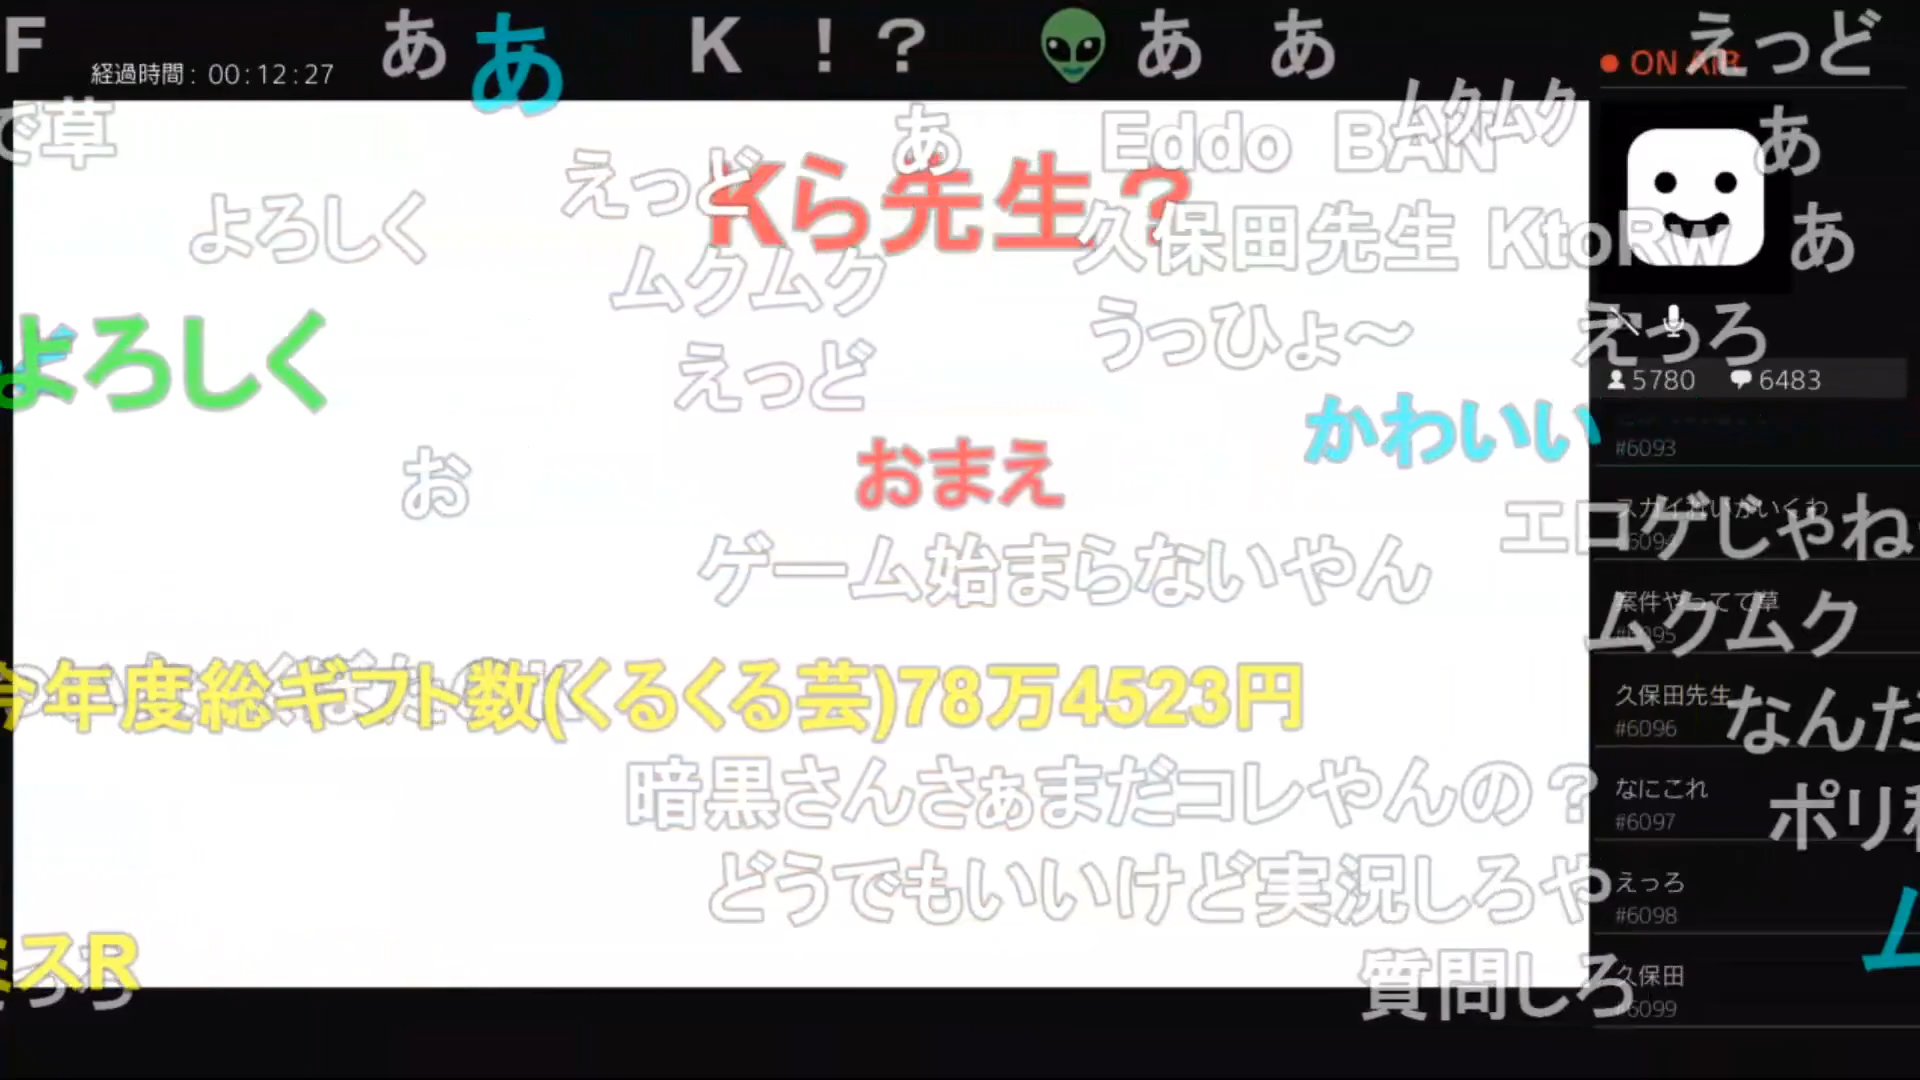 F
経過時間 : 00:12:27
あ
あ
K !?
あ
あ
えっど
ON AIR
で草
あ
Eddo BAN
ムクムク
あ
えっど
Kら先生?
よろしく
久保田先生 KtoRw
あ
ムクムク
うっひょ～
えっろ
よろしく
えっど
5780 6483
かわいい
#6093
お
おまえ
エロゲじゃね
ゲーム始まらないやん
案件やってて草
#6095
ムクムク
今年度総ギフト数(くるくる芸)78万4523円
久保田先生
#6096
なんだ
暗黒さんさぁまだコレやんの?
なにこれ
#6097
ポリ
どうでもいいけど実況しろや
えっろ
#6098
ム
ミスR
質問しろ
久保田
#6099